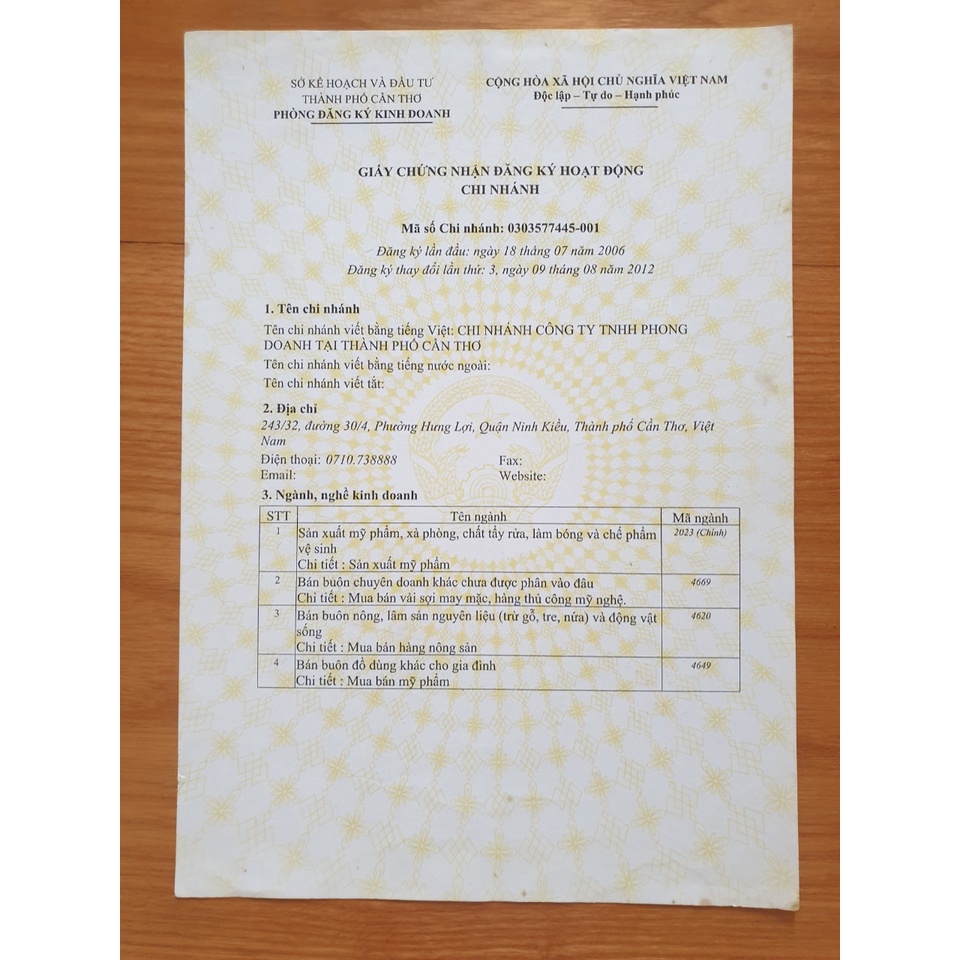 SỞ KẾ HOẠCH VÀ ĐẦU TƯ
THÀNH PHỐ CẦN THƠ
PHÒNG ĐĂNG KÝ KINH DOANH
CỘNG HÒA XÃ HỘI CHỦ NGHĨA VIỆT NAM
Độc lập – Tự do – Hạnh phúc
GIẤY CHỨNG NHẬN ĐĂNG KÝ HOẠT ĐỘNG
CHI NHÁNH
Mã số Chi nhánh: 0303577445-001
Đăng ký lần đầu: ngày 18 tháng 07 năm 2006
Đăng ký thay đổi lần thứ: 3, ngày 09 tháng 08 năm 2012
1. Tên chi nhánh
Tên chi nhánh viết bằng tiếng Việt: CHI NHÁNH CÔNG TY TNHH PHONG
DOANH TẠI THÀNH PHỐ CẦN THƠ
Tên chi nhánh viết bằng tiếng nước ngoài:
Tên chi nhánh viết tắt:
2. Địa chỉ
243/32, đường 30/4, Phường Hưng Lợi, Quận Ninh Kiều, Thành phố Cần Thơ, Việt
Nam
Điện thoại: 0710.738888 Fax:
Email: Website:
3. Ngành, nghề kinh doanh
STT Tên ngành Mã ngành
1 Sản xuất mỹ phẩm, xà phòng, chất tẩy rửa, làm bóng và chế phẩm 2023 (Chính)
vệ sinh
Chi tiết : Sản xuất mỹ phẩm
2 Bán buôn chuyên doanh khác chưa được phân vào đâu 4669
Chi tiết : Mua bán vải sợi may mặc, hàng thủ công mỹ nghệ.
3 Bán buôn nông, lâm sản nguyên liệu (trừ gỗ, tre, nứa) và động vật 4620
sống
Chi tiết : Mua bán hàng nông sản
4 Bán buôn đồ dùng khác cho gia đình 4649
Chi tiết : Mua bán mỹ phẩm